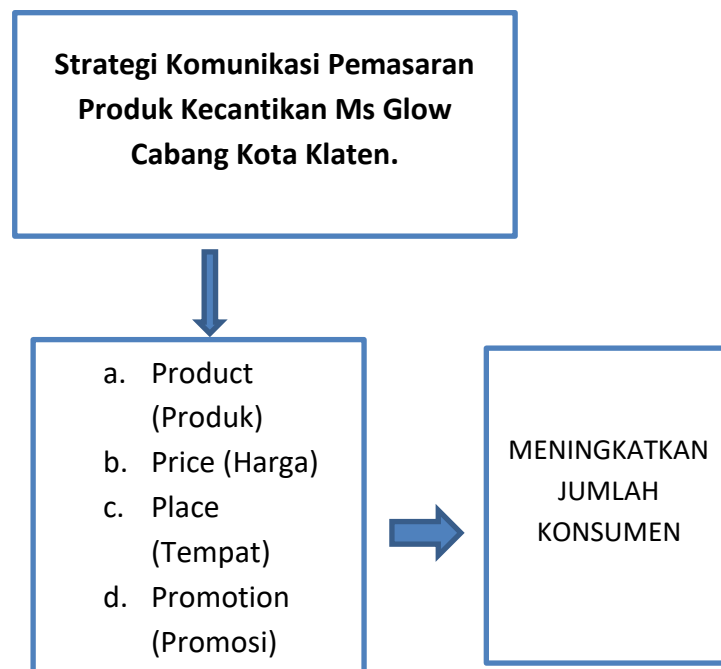 Strategi Komunikasi Pemasaran
Produk Kecantikan Ms Glow
Cabang Kota Klaten.
a. Product
(Produk)
b. Price (Harga)
c. Place
(Tempat)
d. Promotion
(Promosi)
MENINGKATKAN
JUMLAH
KONSUMEN